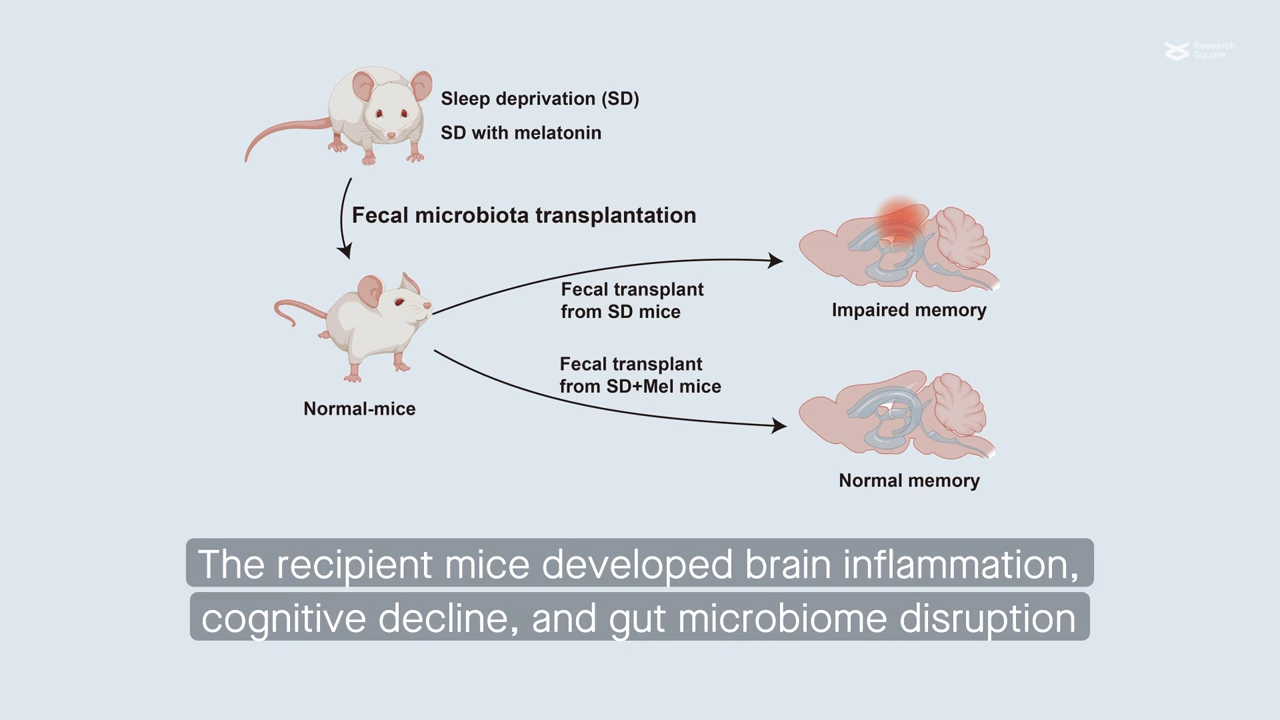 Research
Square
Sleep deprivation (SD)
SD with melatonin
Fecal microbiota transplantation
Fecal transplant
from SD mice
Impaired memory
Fecal transplant
from SD+Mel mice
Normal-mice
Normal memory
The recipient mice developed brain inflammation,
cognitive decline, and gut microbiome disruption